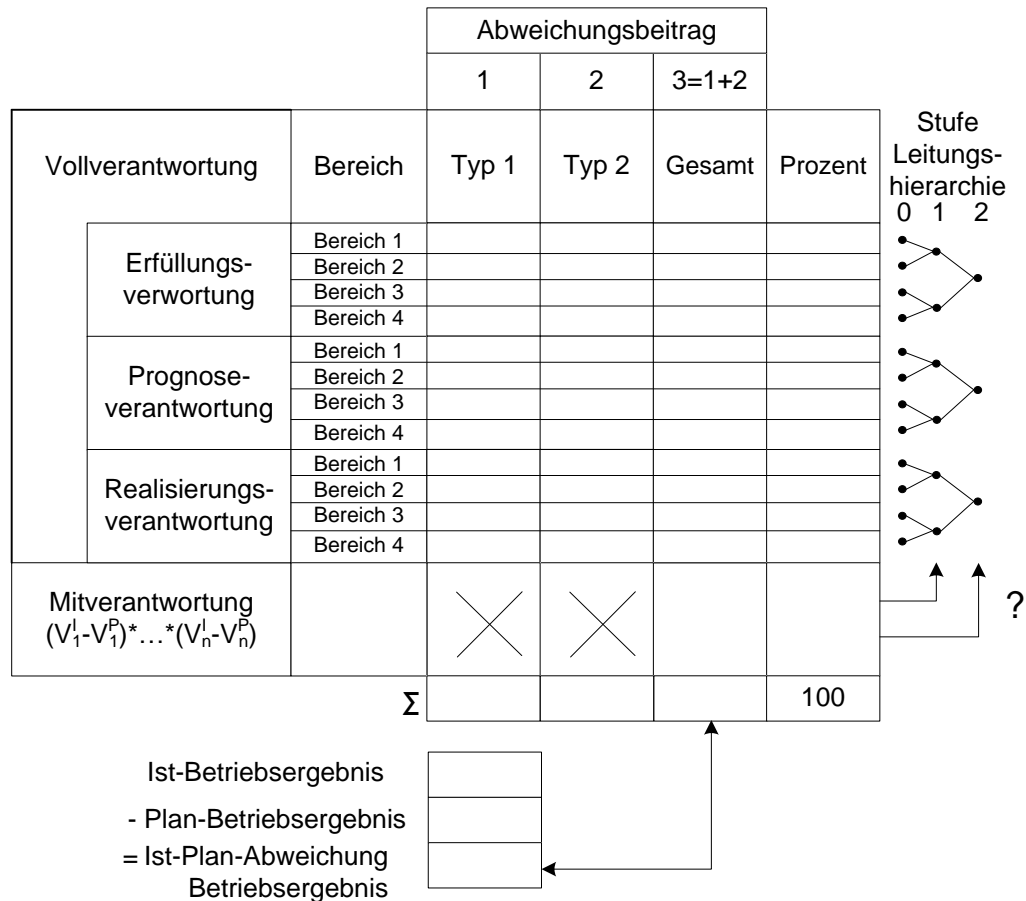 Abweichungsbeitrag
1 2 3=1+2
Vollverantwortung Bereich Typ 1 Typ 2 Gesamt Prozent
Stufe
Leitungs-
hierarchie
0 1 2
Erfüllungs-
verwortung
Bereich 1
Bereich 2
Bereich 3
Bereich 4
Prognose-
verantwortung
Bereich 1
Bereich 2
Bereich 3
Bereich 4
Realisierungs-
verantwortung
Bereich 1
Bereich 2
Bereich 3
Bereich 4
Mitverantwortung
(V₁ᴵ-V₁ᴾ)*…*(Vₙᴵ-Vₙᴾ)
?
Σ 100
Ist-Betriebsergebnis
- Plan-Betriebsergebnis
= Ist-Plan-Abweichung
Betriebsergebnis